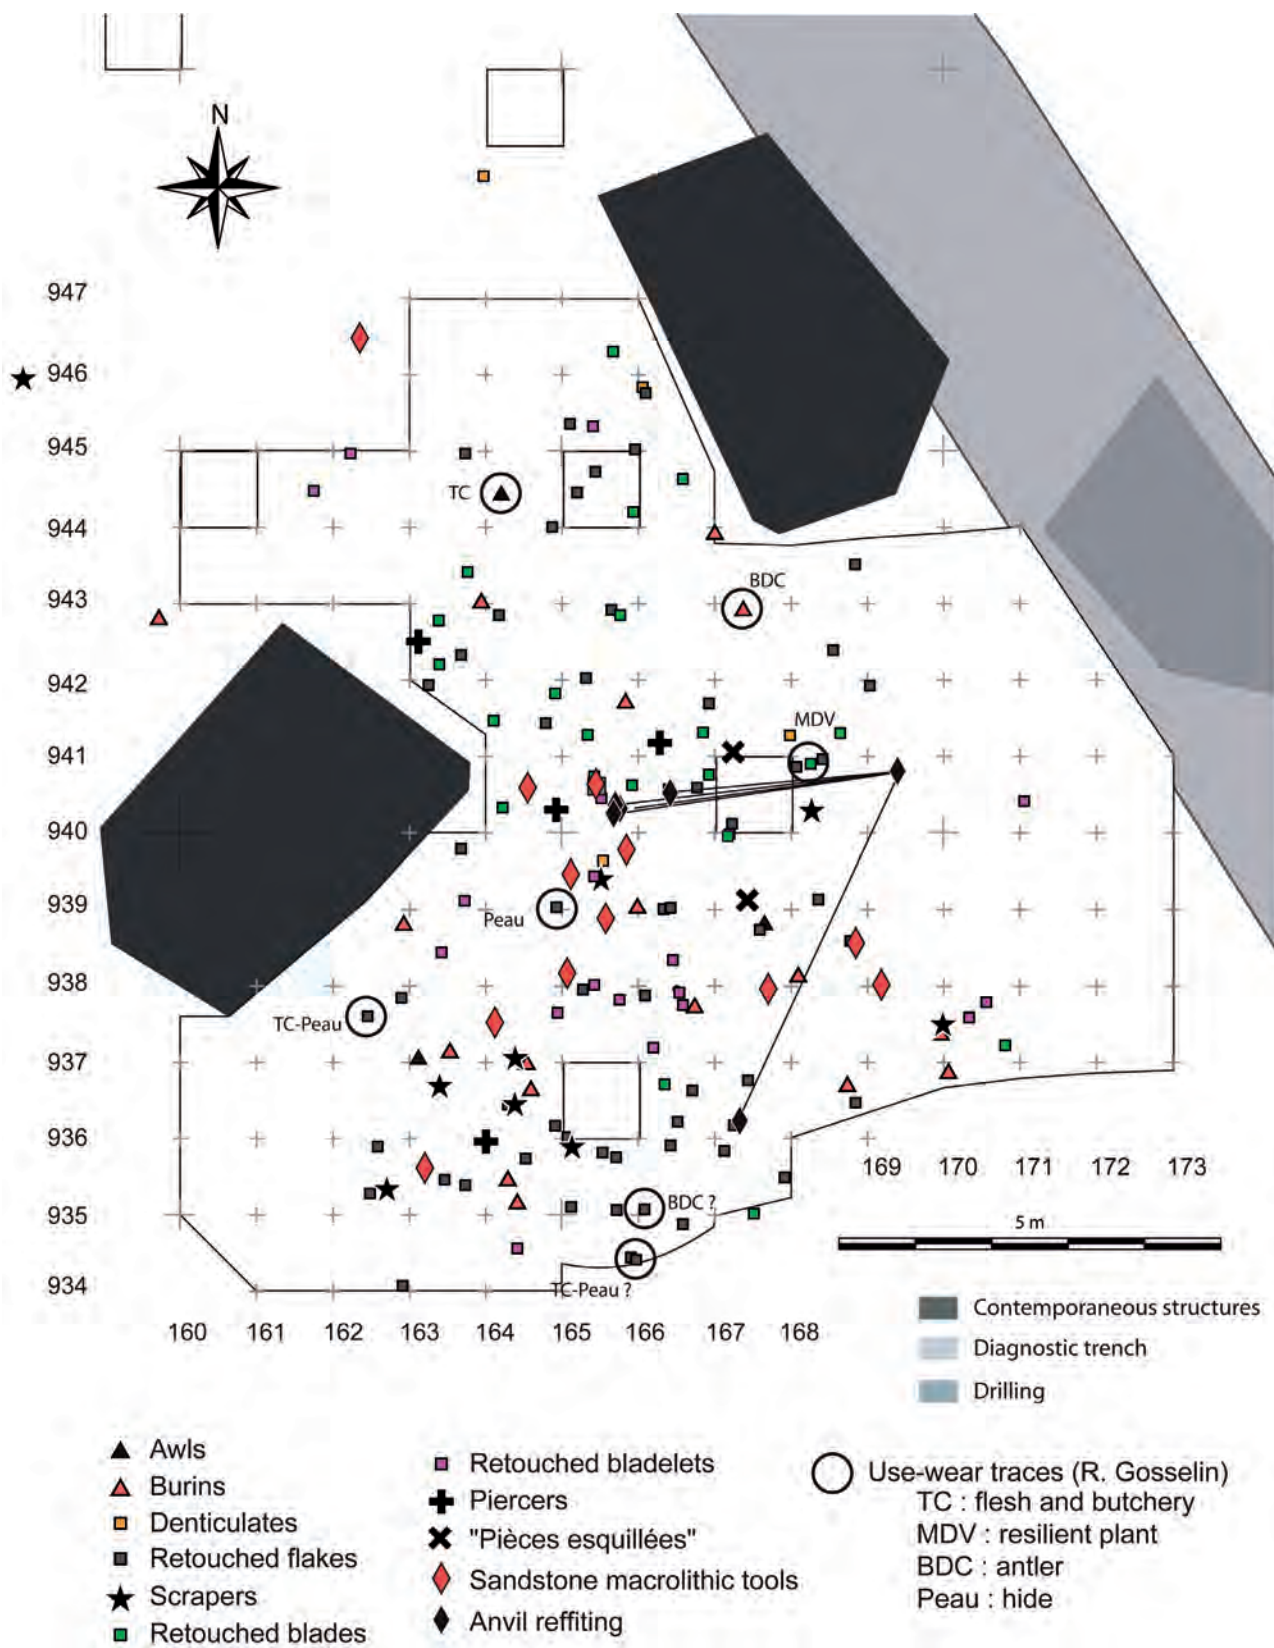 N
947
946
945
944
943
942
941
940
939
938
937
936
935
934
TC
BDC
MDV
Peau
TC-Peau
BDC ?
TC-Peau ?
160 161 162 163 164 165 166 167 168
169 170 171 172 173
5 m
Contemporaneous structures
Diagnostic trench
Drilling
Awls
Burins
Denticulates
Retouched flakes
Scrapers
Retouched blades
Retouched bladelets
Piercers
"Pièces esquillées"
Sandstone macrolithic tools
Anvil reffiting
Use-wear traces (R. Gosselin)
TC : flesh and butchery
MDV : resilient plant
BDC : antler
Peau : hide